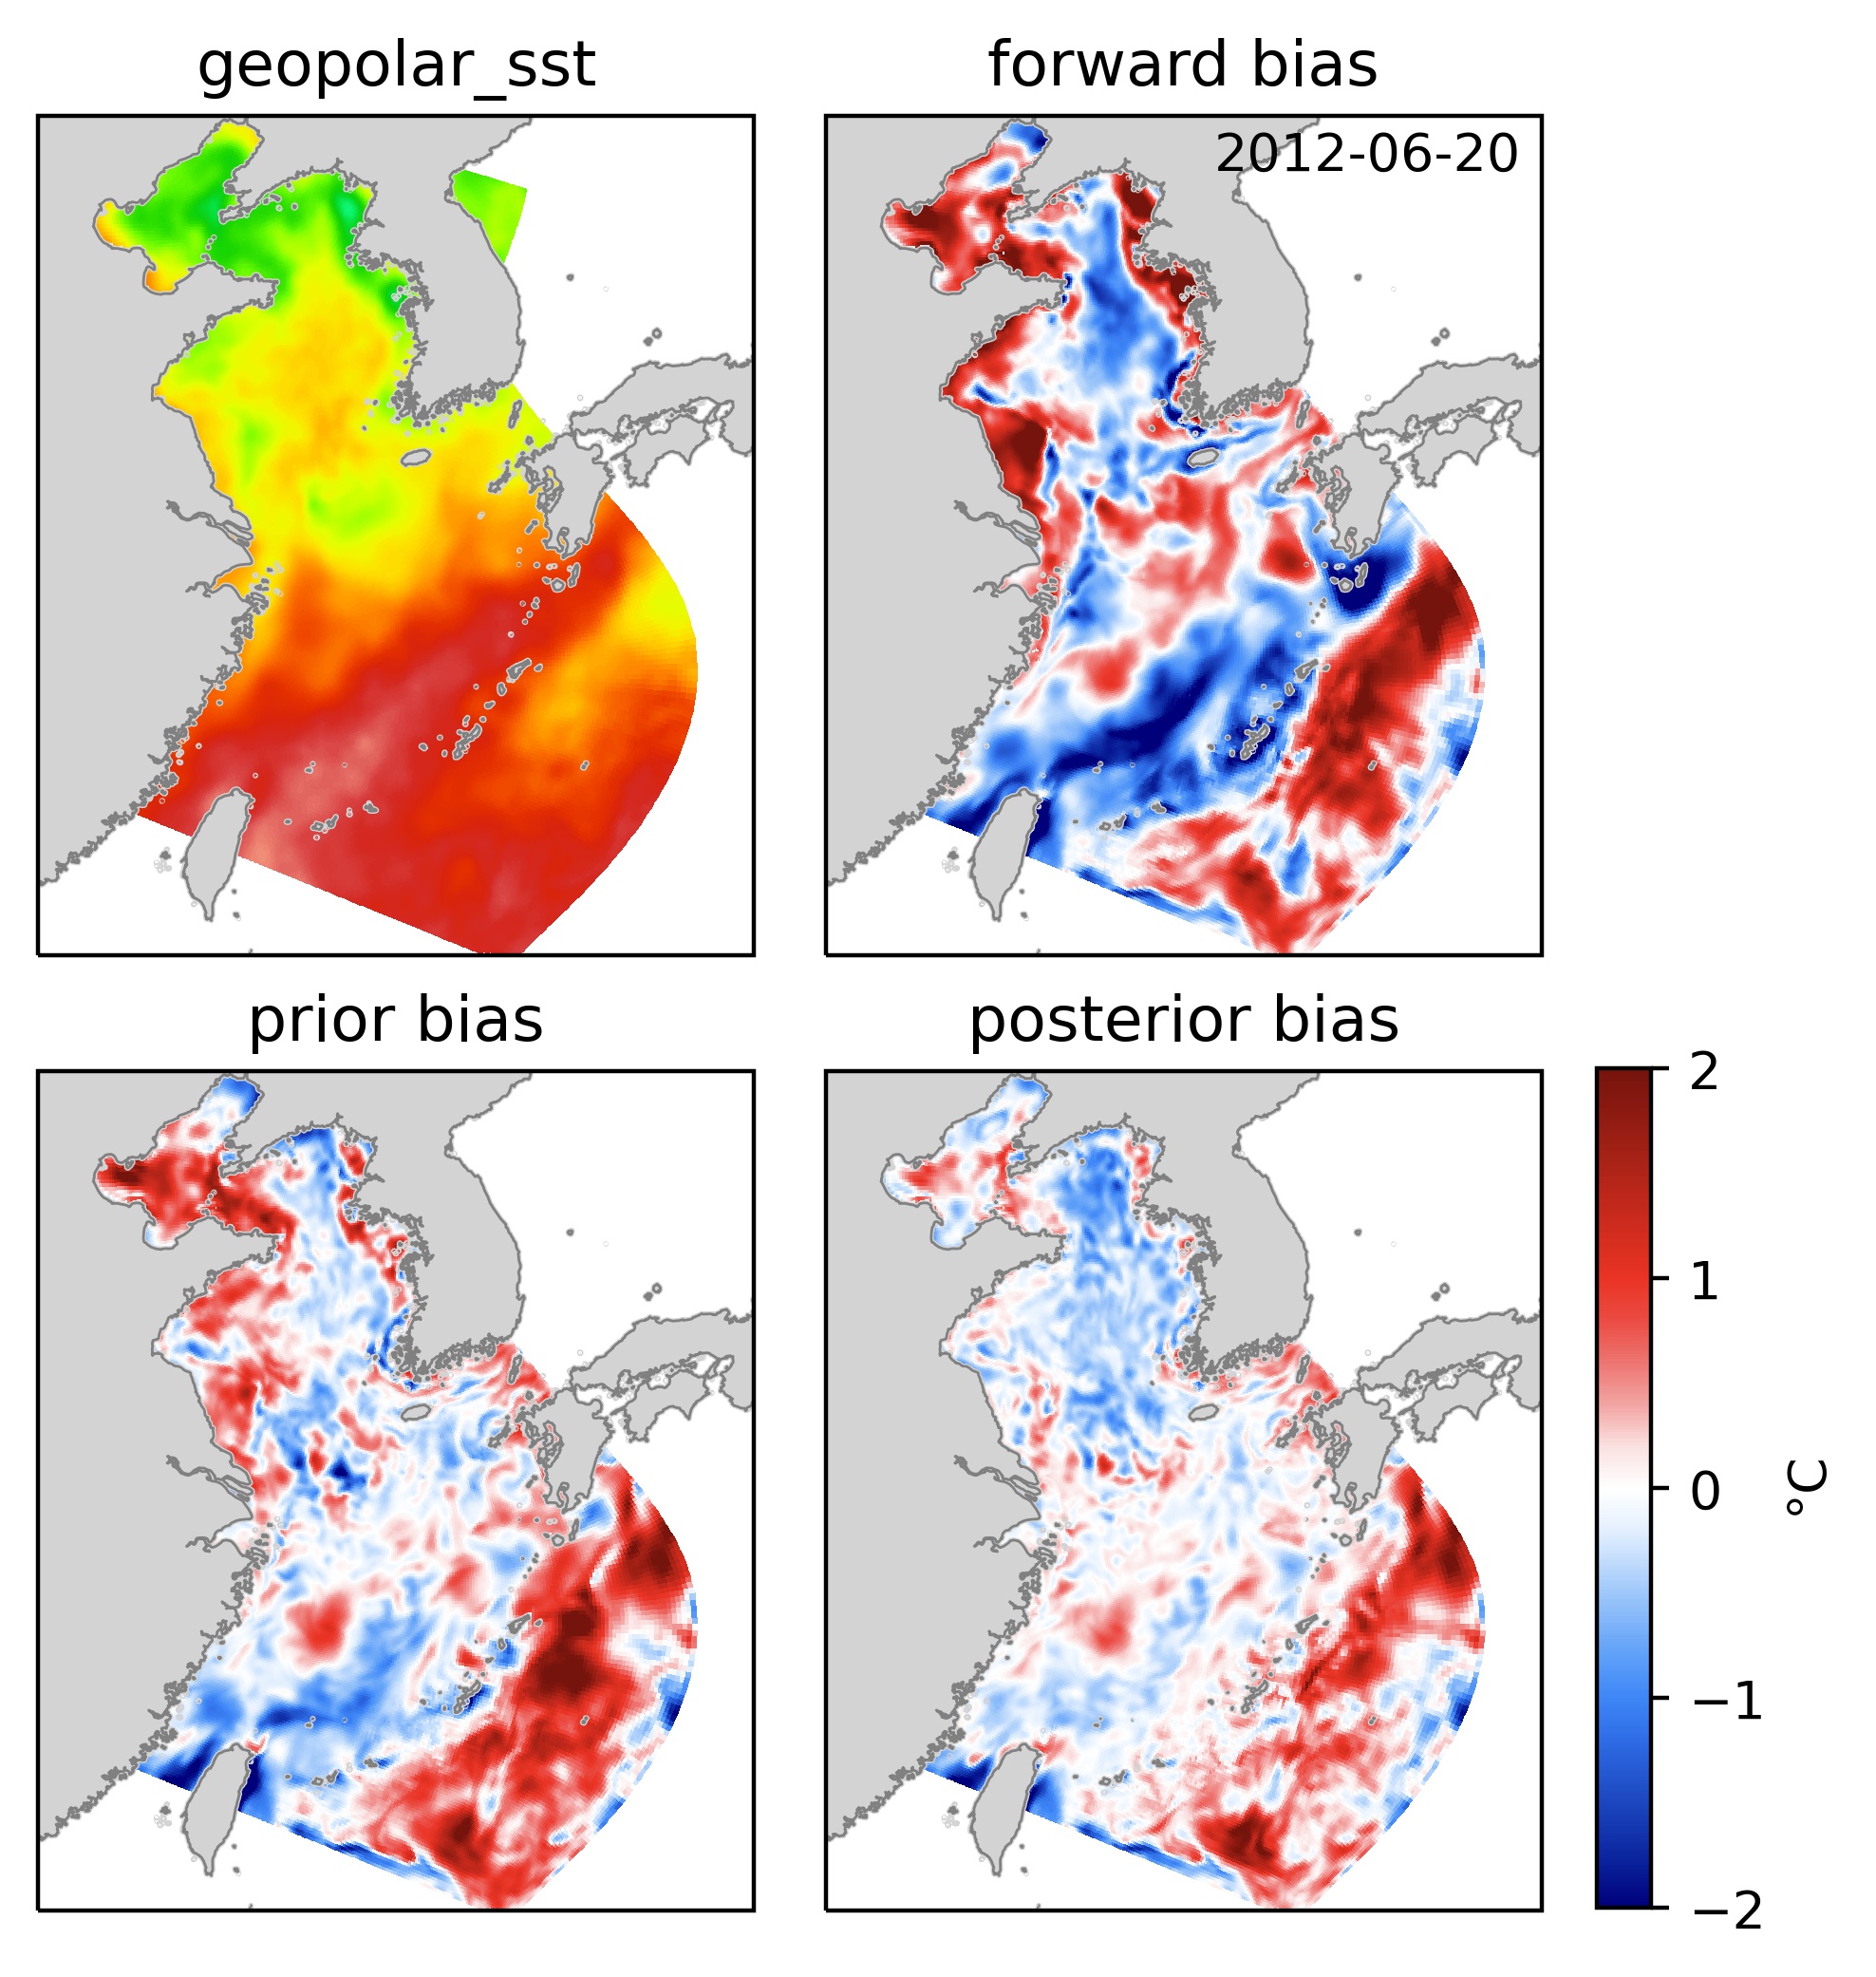 geopolar_sst
forward bias
2012-06-20
prior bias
posterior bias
2
1
0
−1
−2
°C